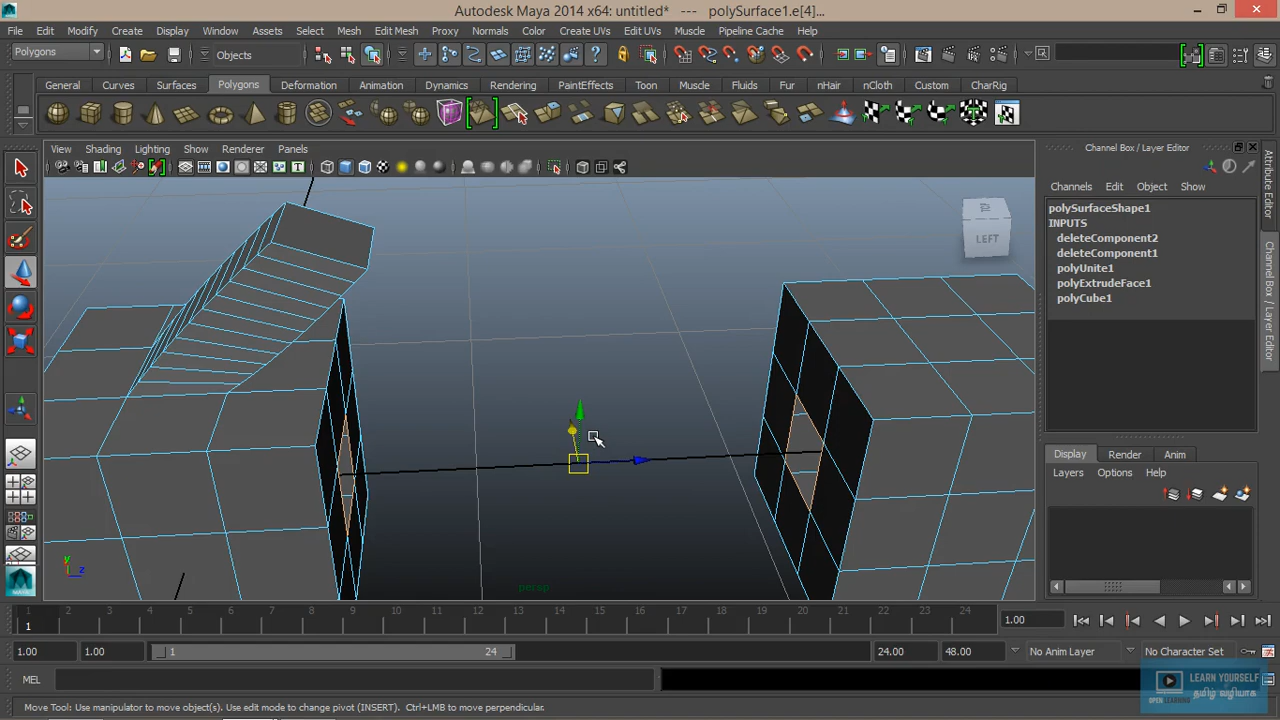 Autodesk Maya 2014 x64: untitled* --- polySurface1.e[4]...
File Edit Modify Create Display Window Assets Select Mesh Edit Mesh Proxy Normals Color Create UVs Edit UVs Muscle Pipeline Cache Help
Polygons Objects
General Curves Surfaces Polygons Deformation Animation Dynamics Rendering PaintEffects Toon Muscle Fluids Fur nHair nCloth Custom CharRig
View Shading Lighting Show Renderer Panels
Channel Box / Layer Editor
Channels Edit Object Show
polySurfaceShape1
INPUTS
deleteComponent2
deleteComponent1
polyUnite1
polyExtrudeFace1
polyCube1
Attribute Editor
Channel Box / Layer Editor
LEFT
Display Render Anim
Layers Options Help
y
z
persp
1 2 3 4 5 6 7 8 9 10 11 12 13 14 15 16 17 18 19 20 21 22 23 24
1
1.00
1.00 1.00 1 24 24.00 48.00 No Anim Layer No Character Set
MEL
LEARN YOURSELF
தமிழ் வழியாக
OPEN LEARNING
Move Tool: Use manipulator to move object(s). Use edit mode to change pivot (INSERT). Ctrl+LMB to move perpendicular.